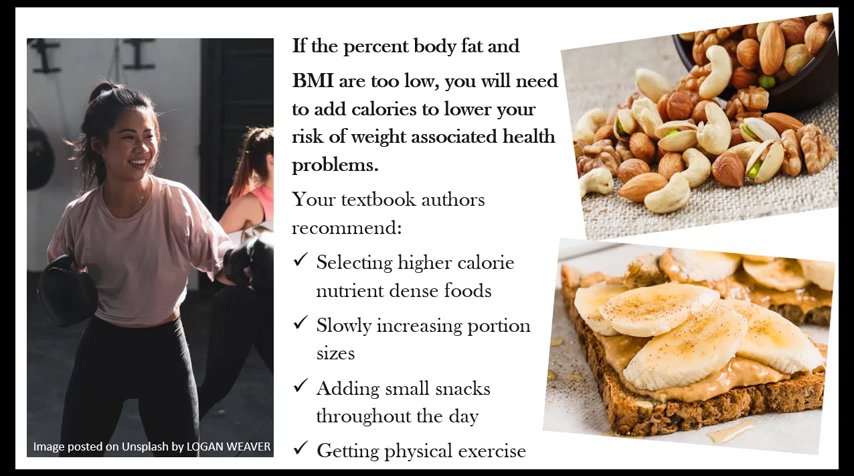 If the percent body fat and
BMI are too low, you will need
to add calories to lower your
risk of weight associated health
problems.
Your textbook authors
recommend:
✓ Selecting higher calorie
nutrient dense foods
✓ Slowly increasing portion
sizes
✓ Adding small snacks
throughout the day
✓ Getting physical exercise
Image posted on Unsplash by LOGAN WEAVER